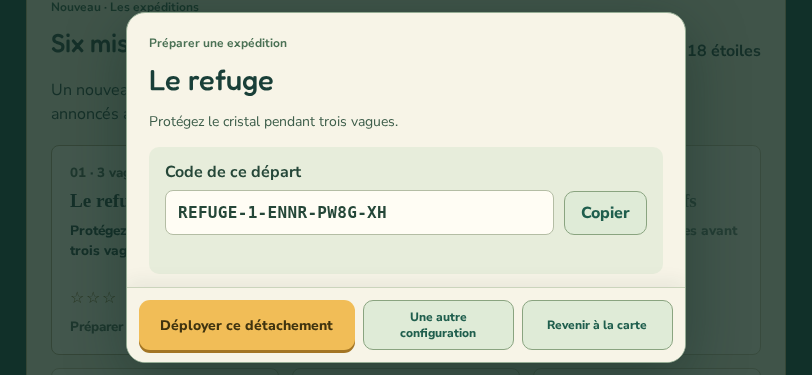 Nouveau · Les expéditions
Préparer une expédition
Six mis
18 étoiles
Le refuge
Un nouvea
Protégez le cristal pendant trois vagues.
annoncés
01 · 3 vag
Code de ce départ
Le refu
REFUGE-1-ENNR-PW8G-XH
Copier
Protégez
es avant
trois vag
☆☆☆
Préparer
Déployer ce détachement
Une autre
configuration
Revenir à la carte